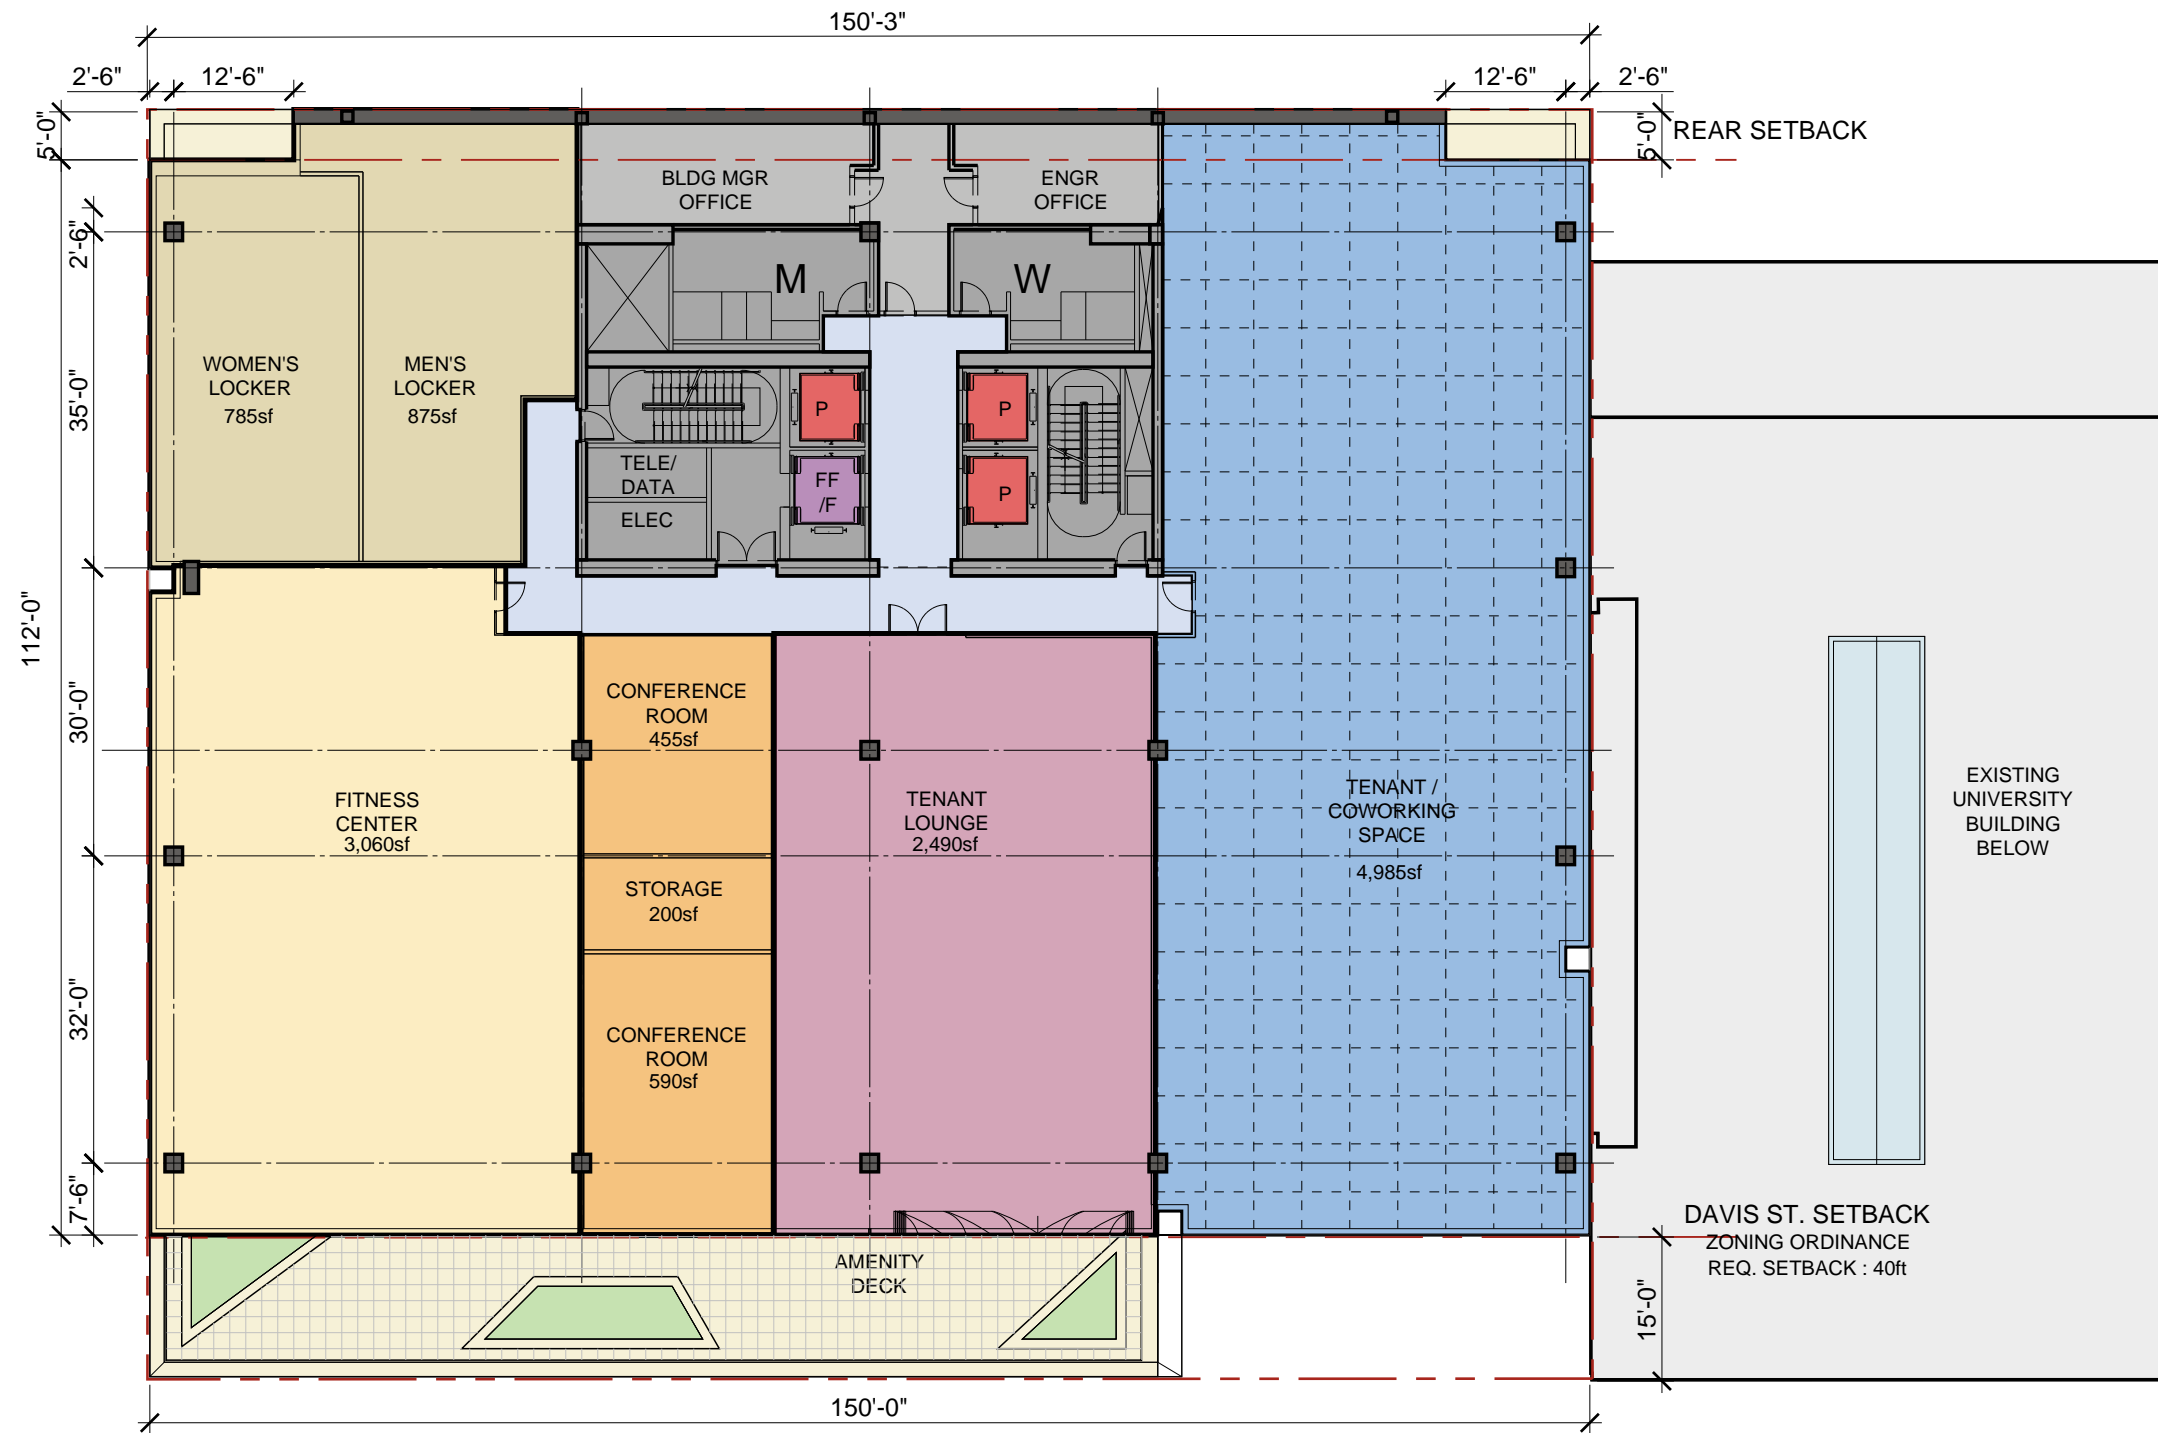 150'-3"
2'-6"
12'-6"
12'-6"
2'-6"
5'-0"
5'-0"
REAR SETBACK
BLDG MGR
OFFICE
ENGR
OFFICE
2'-6"
M
W
WOMEN'S
LOCKER
785sf
MEN'S
LOCKER
875sf
35'-0"
P
P
TELE/
DATA
FF
/F
P
ELEC
112'-0"
30'-0"
CONFERENCE
ROOM
455sf
FITNESS
CENTER
3,060sf
TENANT
LOUNGE
2,490sf
TENANT /
COWORKING
SPACE
4,985sf
EXISTING
UNIVERSITY
BUILDING
BELOW
STORAGE
200sf
32'-0"
CONFERENCE
ROOM
590sf
7'-6"
DAVIS ST. SETBACK
ZONING ORDINANCE
REQ. SETBACK : 40ft
AMENITY
DECK
15'-0"
150'-0"